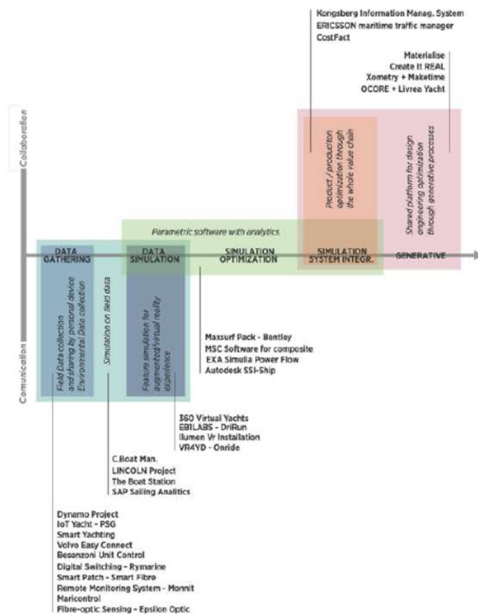 Kongsberg Information Manag. System
ERICSSON maritime traffic manager
CostFact
Materialise
Create It REAL
Xometry + Maketime
OCORE + Livrea Yacht
Collaboration
Product / production
optimization through
the whole value chain
Shared platform for design
engineering optimization
through generative processes
Parametric software with analytics
DATA
GATHERING
DATA
SIMULATION
SIMULATION
OPTIMIZATION
SIMULATION
SYSTEM INTEGR.
GENERATIVE
Comunication
Field Data-collection
and sharing by personal device
Environmental Data collection
Simulation on field data
Feature simulation for
augmented/virtual reality
experience
Maxsurf Pack - Bentley
MSC Software for composite
EXA Simulia Power Flow
Autodesk SSI-Ship
360 Virtual Yachts
EB1LABS - DriRun
Ilumen Vr Installation
VR4YD - Onride
C.Boat Man.
LINCOLN Project
The Boat Station
SAP Sailing Analitics
Dynamo Project
IoT Yacht - PSG
Smart Yachting
Volvo Easy Connect
Besenzoni Unit Control
Digital Switching - Rymarine
Smart Patch - Smart Fibre
Remote Monitoring System - Monnit
Maricontrol
Fibre-optic Sensing - Epsilon Optic